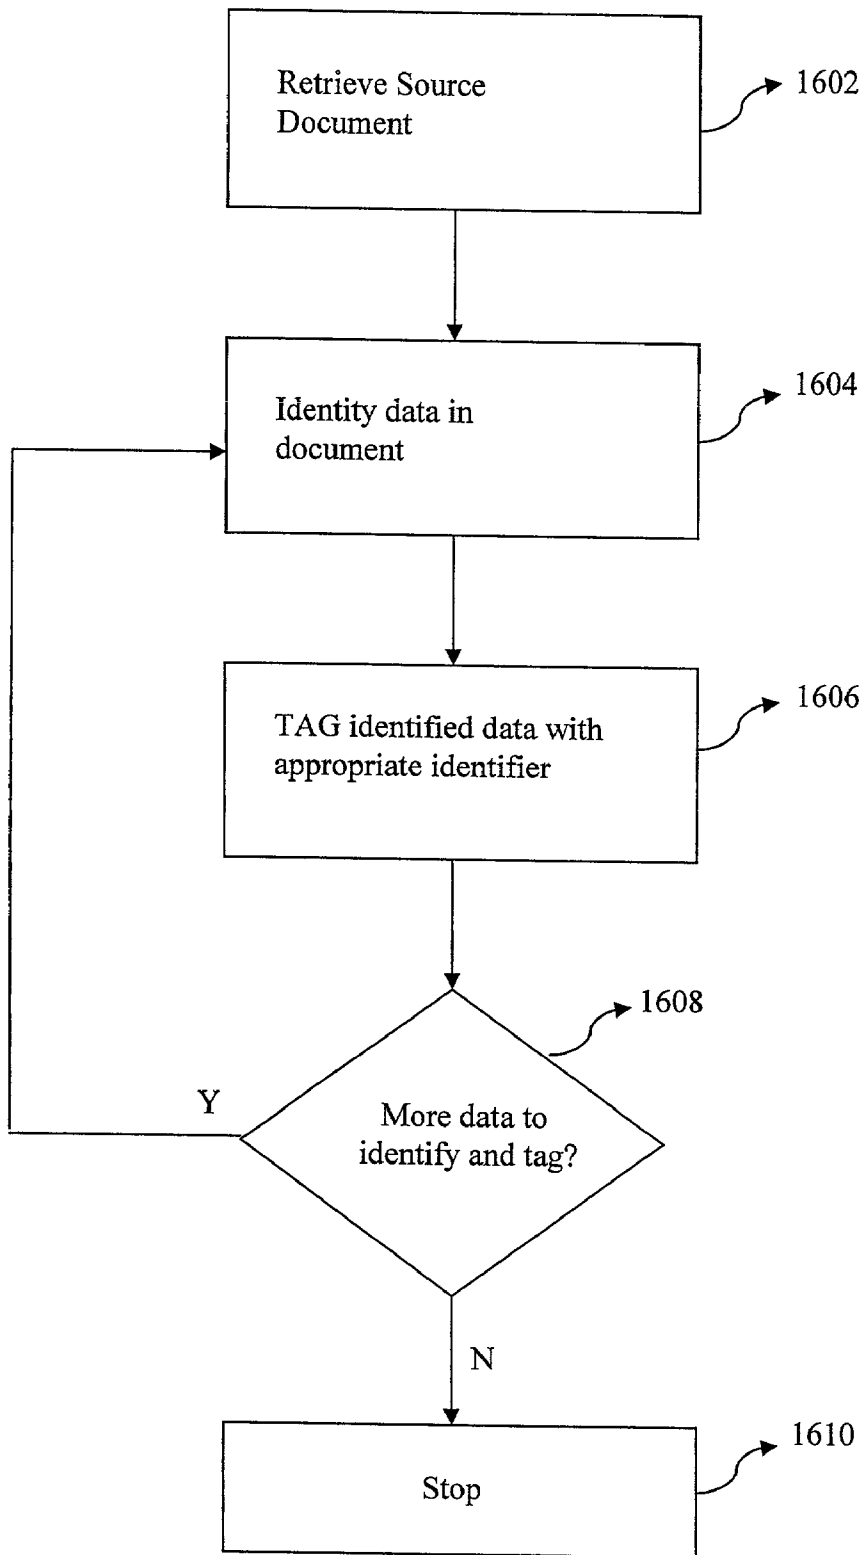 Retrieve Source
Document
1602
Identity data in
document
1604
TAG identified data with
appropriate identifier
1606
1608
More data to
identify and tag?
Y
N
Stop
1610